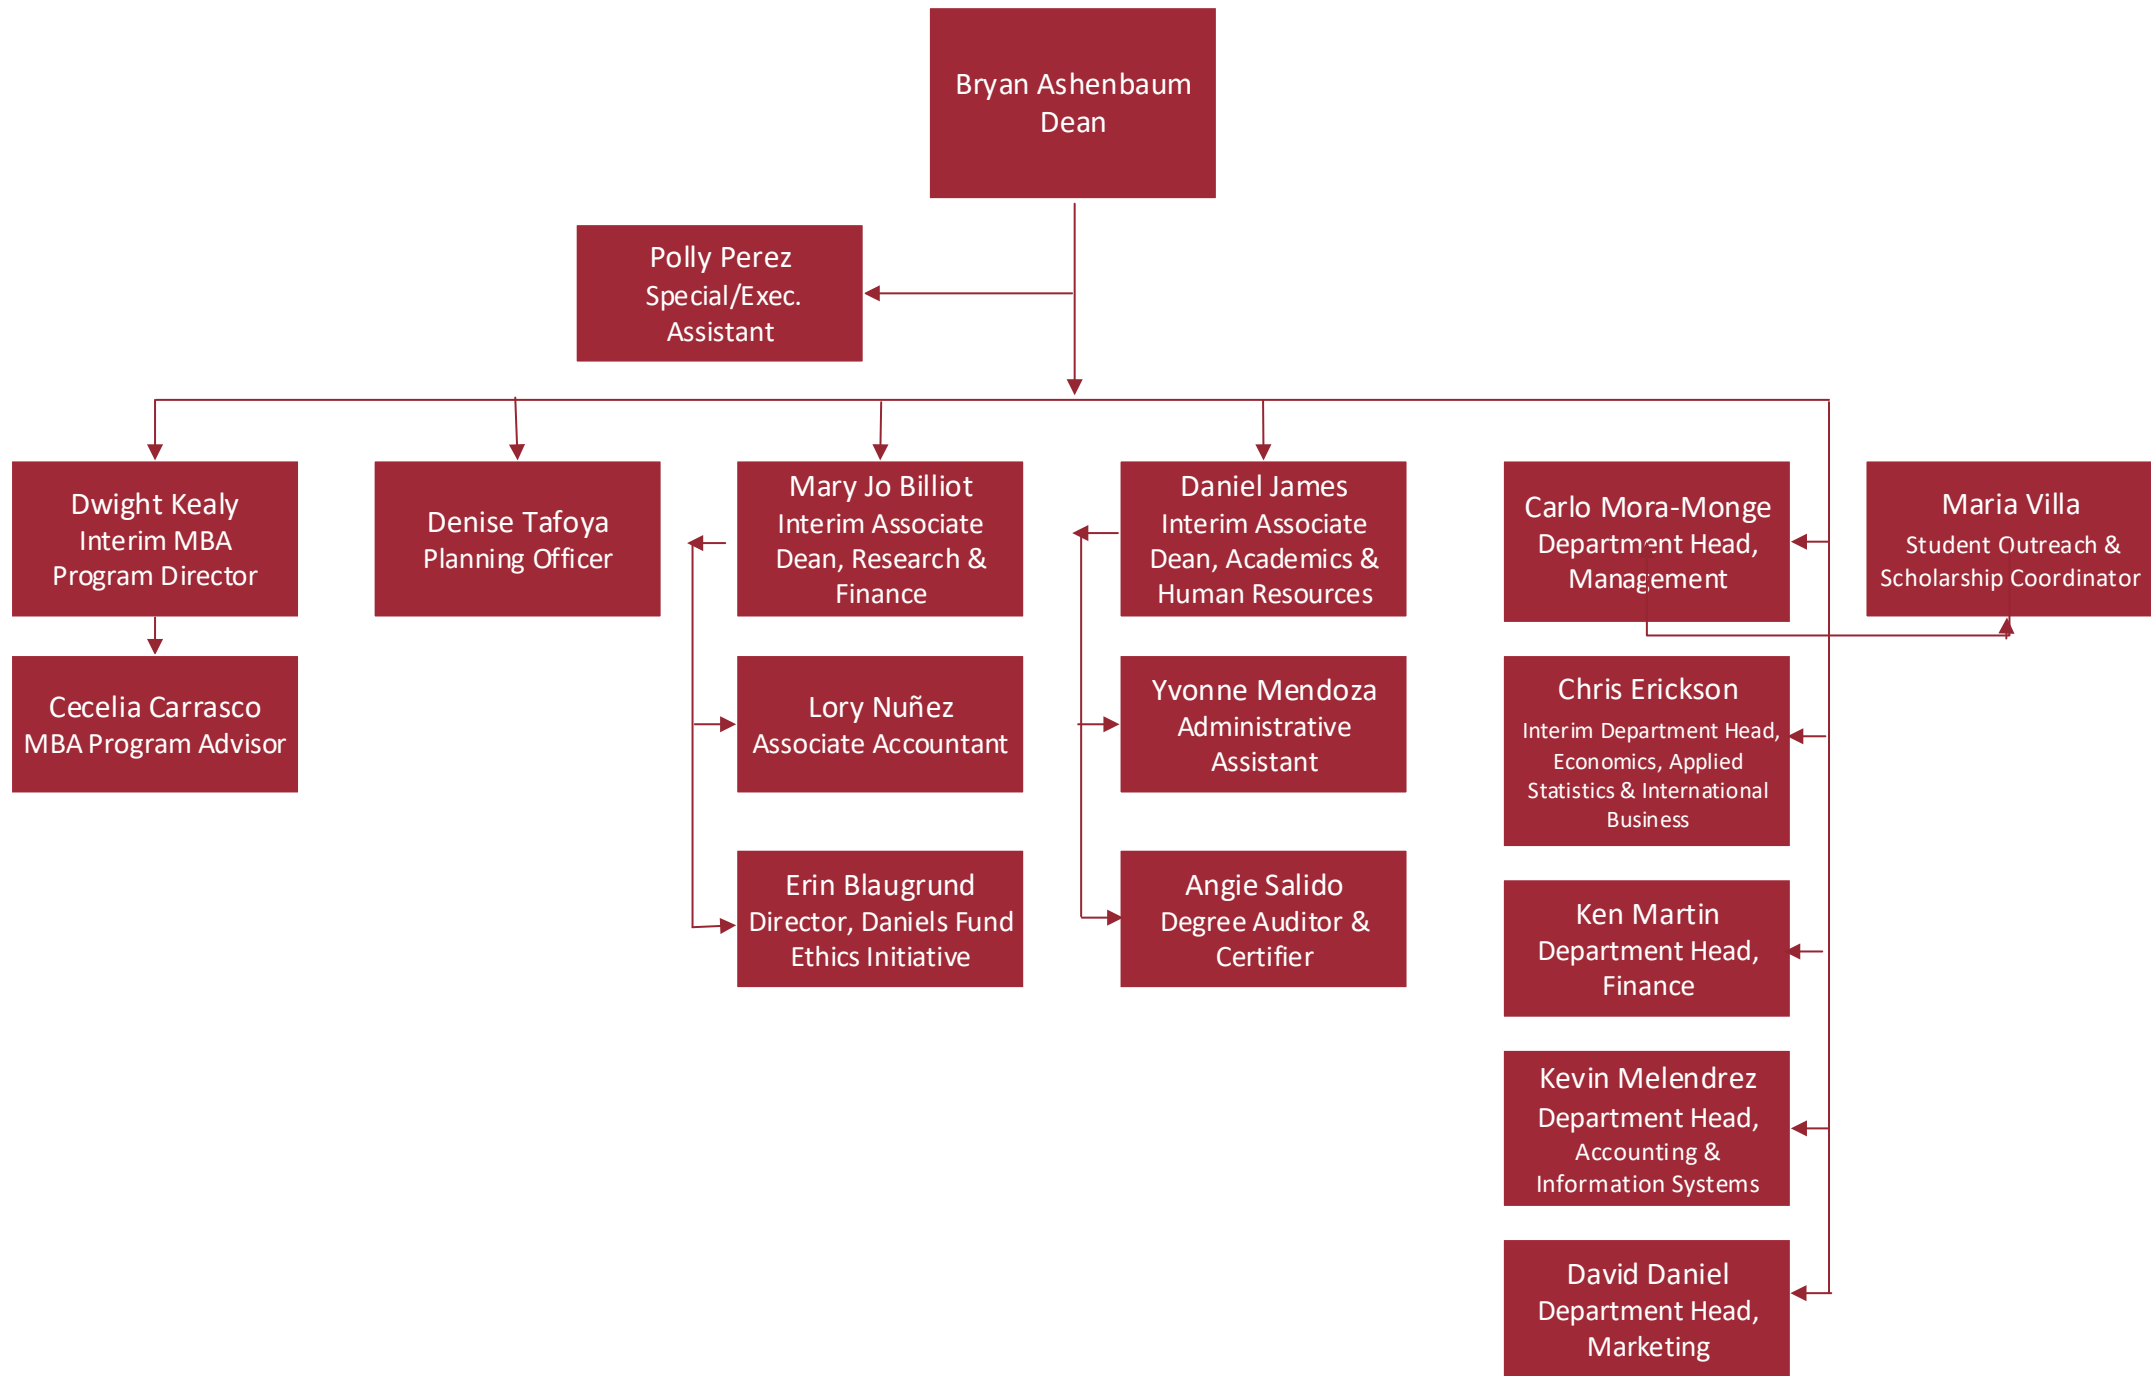 Bryan Ashenbaum
Dean
Polly Perez
Special/Exec.
Assistant
Dwight Kealy
Interim MBA
Program Director
Denise Tafoya
Planning Officer
Mary Jo Billiot
Interim Associate
Dean, Research &
Finance
Daniel James
Interim Associate
Dean, Academics &
Human Resources
Carlo Mora-Monge
Department Head,
Management
Maria Villa
Student Outreach &
Scholarship Coordinator
Cecelia Carrasco
MBA Program Advisor
Lory Nuñez
Associate Accountant
Yvonne Mendoza
Administrative
Assistant
Chris Erickson
Interim Department Head,
Economics, Applied
Statistics & International
Business
Erin Blaugrund
Director, Daniels Fund
Ethics Initiative
Angie Salido
Degree Auditor &
Certifier
Ken Martin
Department Head,
Finance
Kevin Melendrez
Department Head,
Accounting &
Information Systems
David Daniel
Department Head,
Marketing